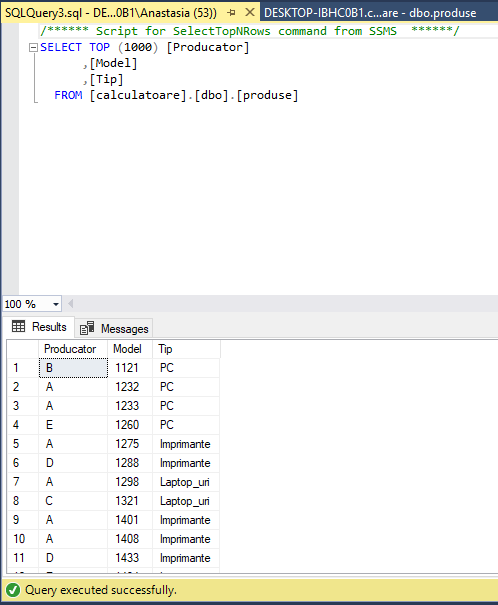 SQLQuery3.sql - DE...0B1\Anastasia (53)) DESKTOP-IBHC0B1.c...are - dbo.produse
/****** Script for SelectTopNRows command from SSMS ******/
SELECT TOP (1000) [Producator]
,[Model]
,[Tip]
FROM [calculatoare].[dbo].[produse]
100 %
Results Messages
Producator Model Tip
1 B 1121 PC
2 A 1232 PC
3 A 1233 PC
4 E 1260 PC
5 A 1275 Imprimante
6 D 1288 Imprimante
7 A 1298 Laptop_uri
8 C 1321 Laptop_uri
9 A 1401 Imprimante
10 A 1408 Imprimante
11 D 1433 Imprimante
Query executed successfully.